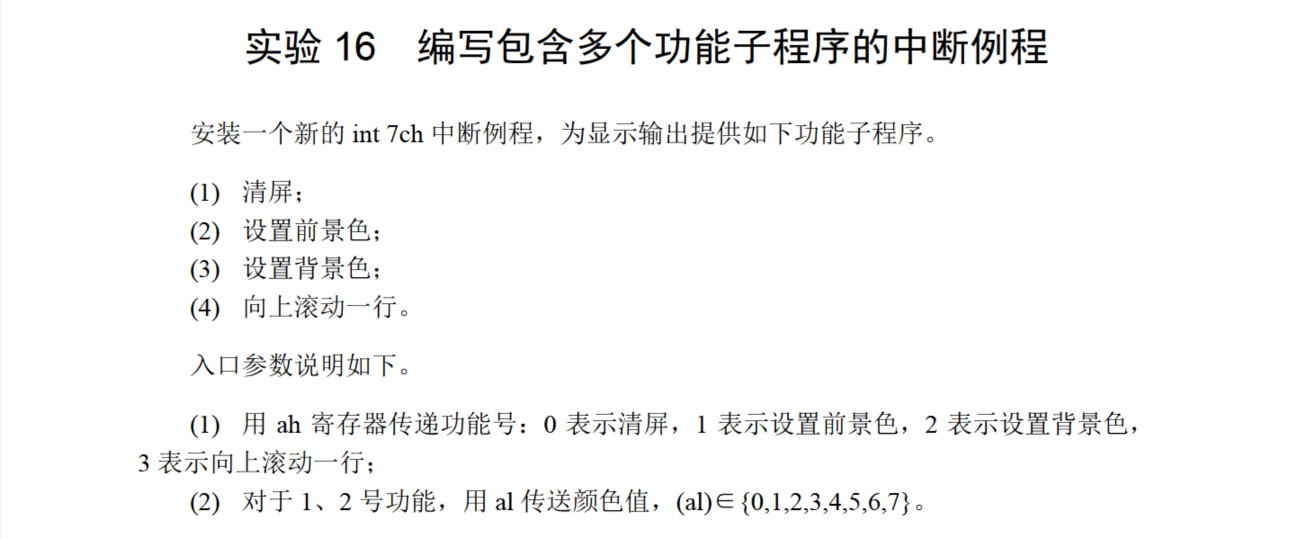 实验 16 编写包含多个功能子程序的中断例程
安装一个新的 int 7ch 中断例程，为显示输出提供如下功能子程序。
(1) 清屏；
(2) 设置前景色；
(3) 设置背景色；
(4) 向上滚动一行。
入口参数说明如下。
(1) 用 ah 寄存器传递功能号：0 表示清屏，1 表示设置前景色，2 表示设置背景色，
3 表示向上滚动一行；
(2) 对于 1、2 号功能，用 al 传送颜色值，(al)∈{0,1,2,3,4,5,6,7}。